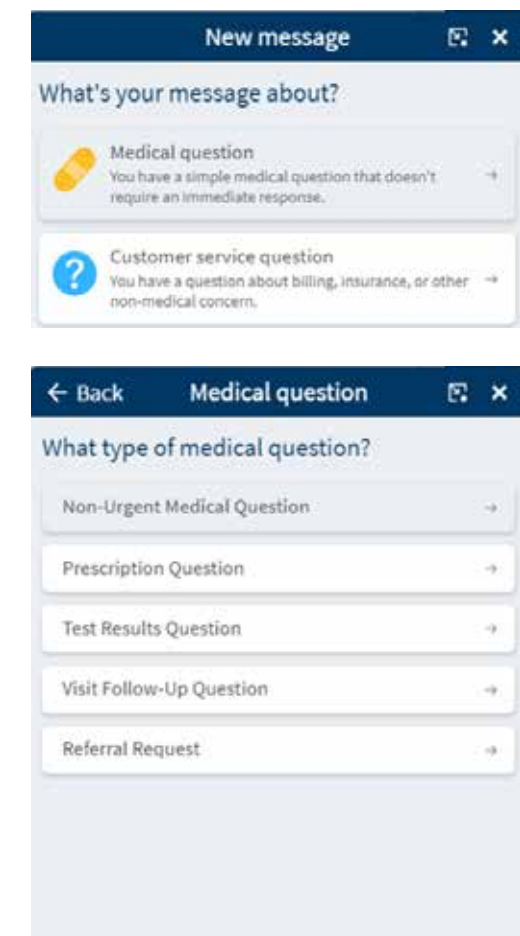 New message
What's your message about?
Medical question
You have a simple medical question that doesn't
require an immediate response.
Customer service question
You have a question about billing, insurance, or other
non-medical concern.
← Back Medical question
What type of medical question?
Non-Urgent Medical Question
Prescription Question
Test Results Question
Visit Follow-Up Question
Referral Request